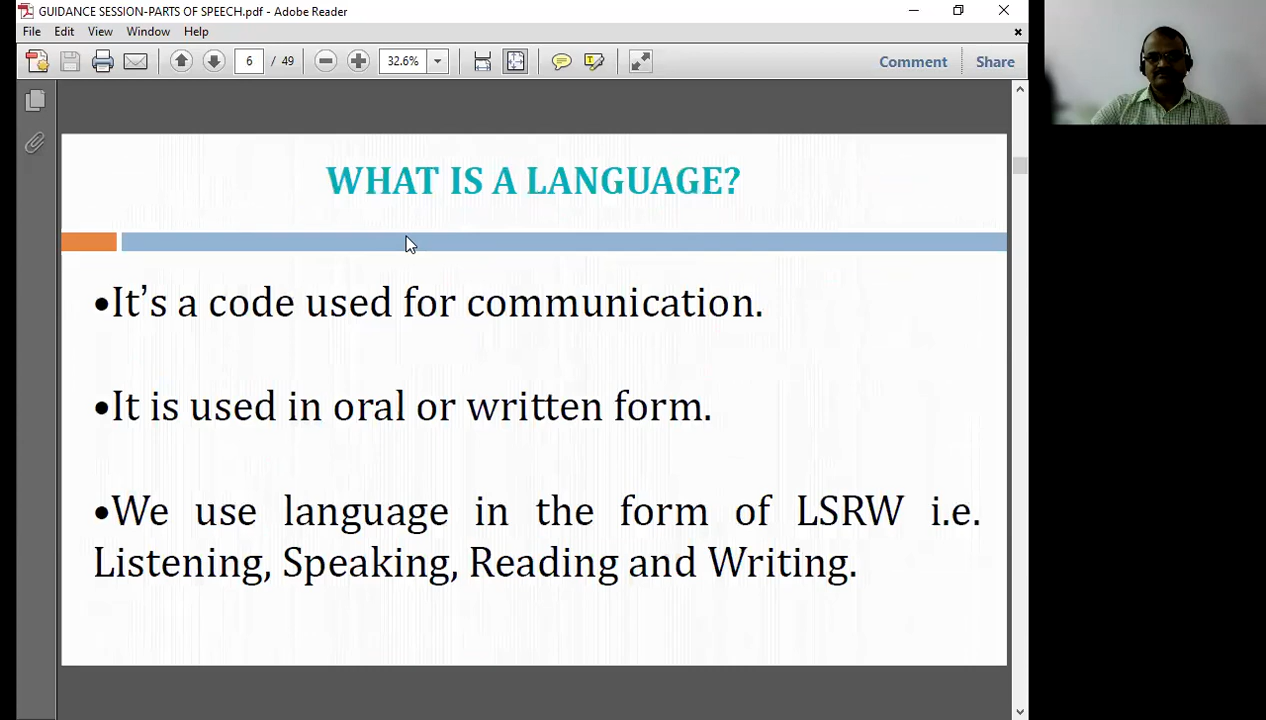 GUIDANCE SESSION-PARTS OF SPEECH.pdf - Adobe Reader
File Edit View Window Help
6 / 49 32.6% Comment Share
WHAT IS A LANGUAGE?
•It’s a code used for communication.
•It is used in oral or written form.
•We use language in the form of LSRW i.e.
Listening, Speaking, Reading and Writing.